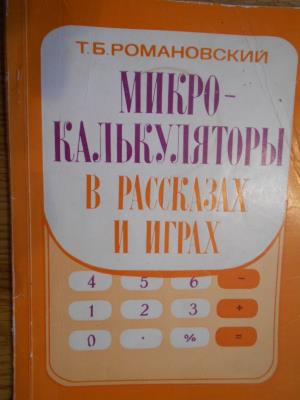 Т.Б.РОМАНОВСКИЙ
МИКРО-
КАЛЬКУЛЯТОРЫ
В РАССКАЗАХ
И ИГРАХ
4 5 6 -
1 2 3 +
0 . % =